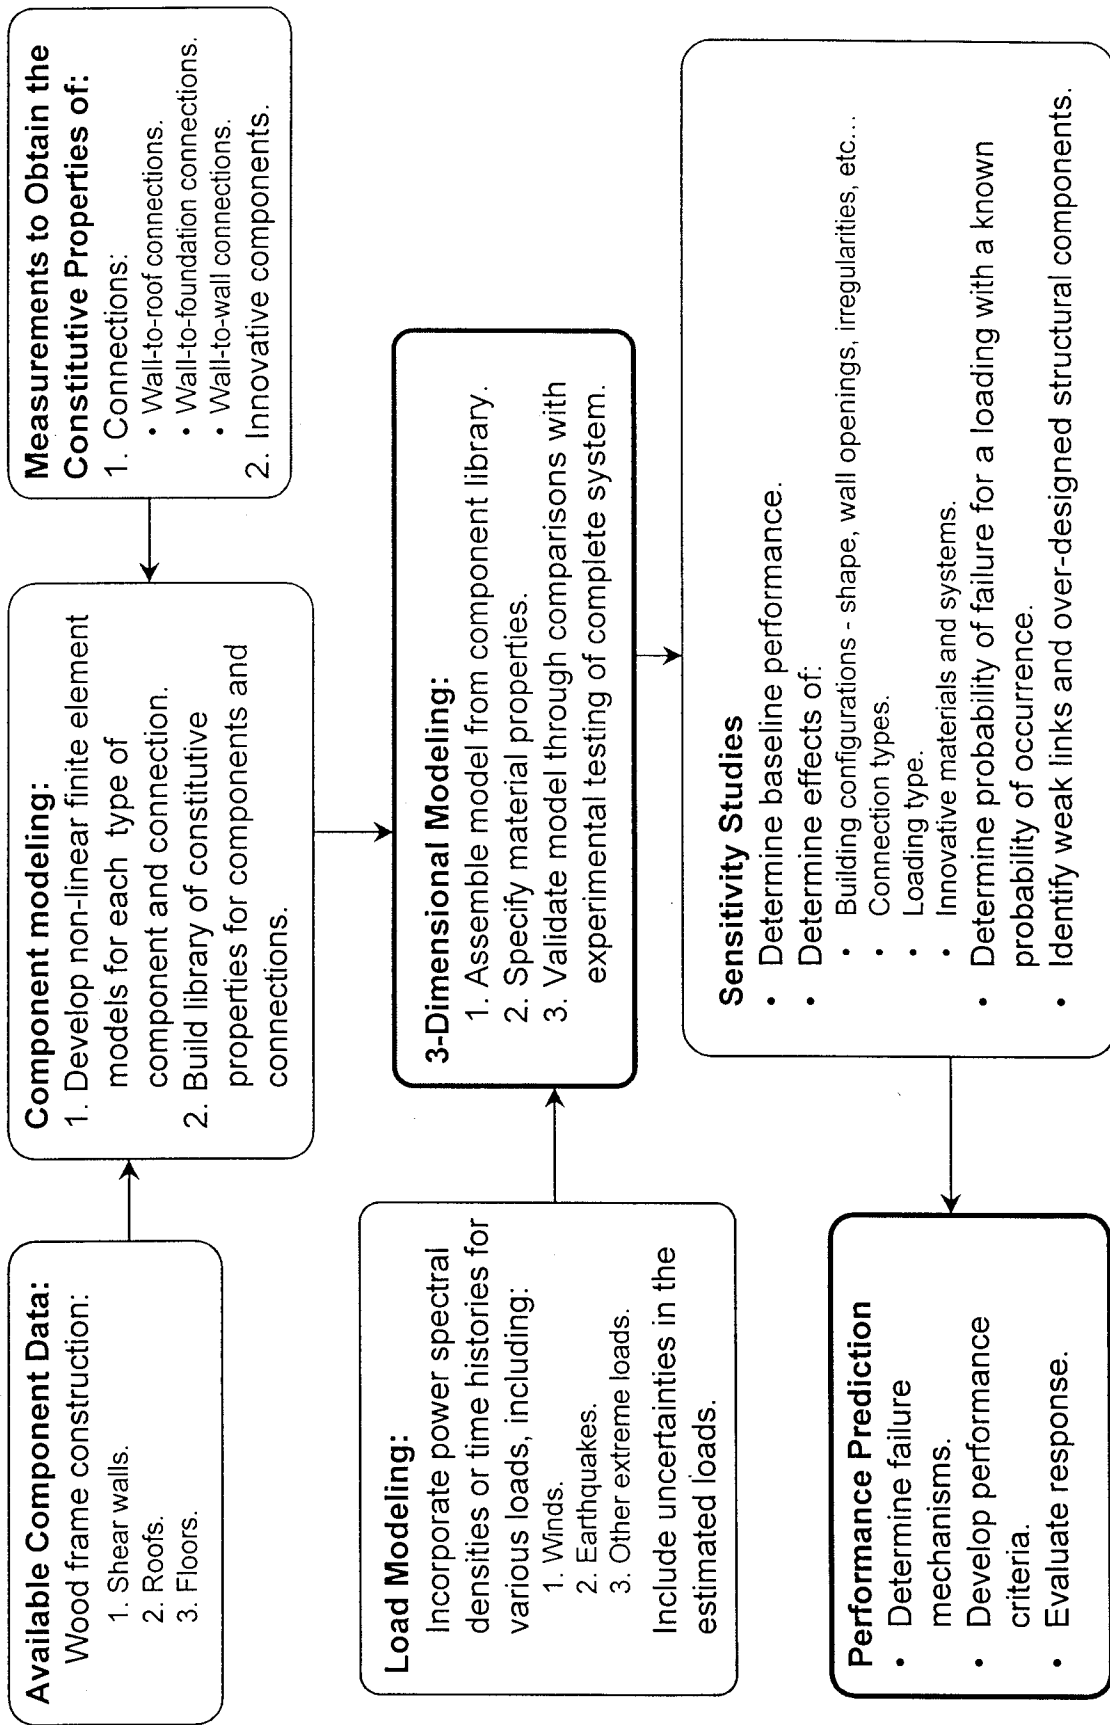 Available Component Data:
Wood frame construction:
1. Shear walls.
2. Roofs.
3. Floors.
Component modeling:
1. Develop non-linear finite element
models for each type of
component and connection.
2. Build library of constitutive
properties for components and
connections.
Measurements to Obtain the
Constitutive Properties of:
1. Connections:
• Wall-to-roof connections.
• Wall-to-foundation connections.
• Wall-to-wall connections.
2. Innovative components.
Load Modeling:
Incorporate power spectral
densities or time histories for
various loads, including:
1. Winds.
2. Earthquakes.
3. Other extreme loads.
Include uncertainties in the
estimated loads.
3-Dimensional Modeling:
1. Assemble model from component library.
2. Specify material properties.
3. Validate model through comparisons with
experimental testing of complete system.
Performance Prediction
• Determine failure
mechanisms.
• Develop performance
criteria.
• Evaluate response.
Sensitivity Studies
• Determine baseline performance.
• Determine effects of:
• Building configurations - shape, wall openings, irregularities, etc...
• Connection types.
• Loading type.
• Innovative materials and systems.
• Determine probability of failure for a loading with a known
probability of occurrence.
• Identify weak links and over-designed structural components.